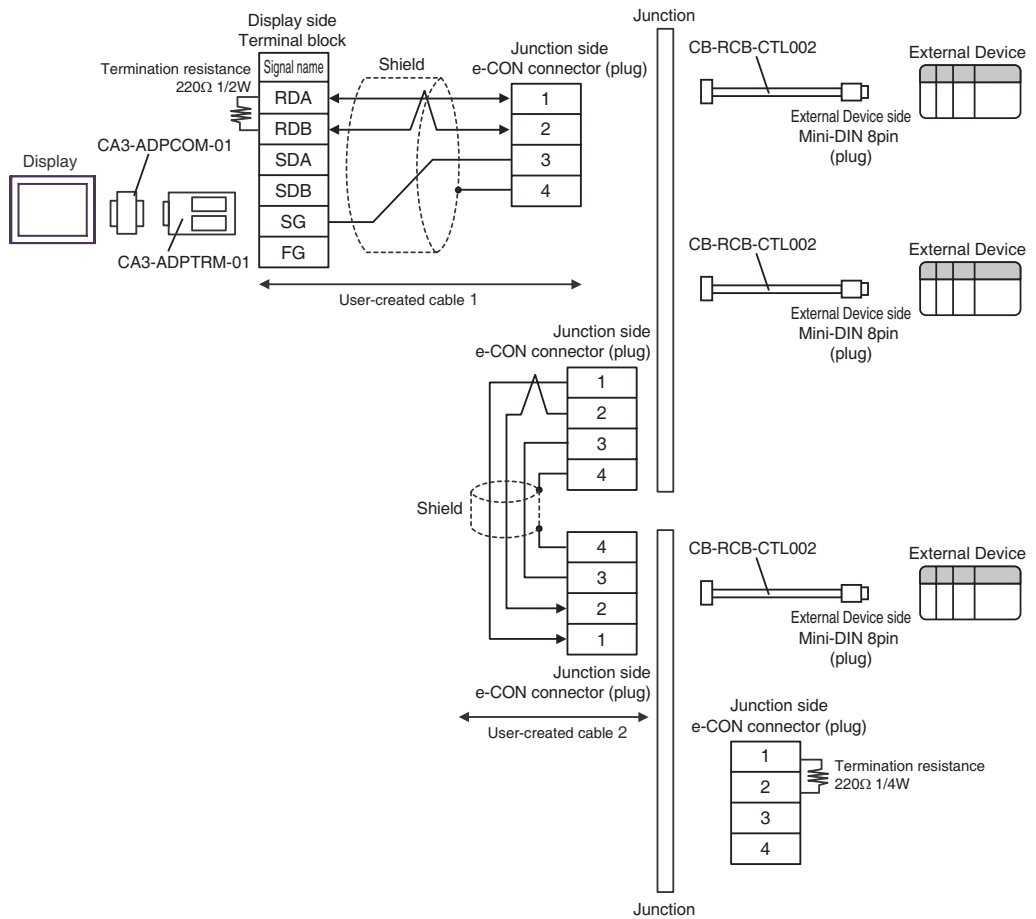 Junction
Display side
Terminal block
Signal name
RDA
RDB
SDA
SDB
SG
FG
Termination resistance
220Ω 1/2W
Shield
Junction side
e-CON connector (plug)
1
2
3
4
Display
CA3-ADPCOM-01
CA3-ADPTRM-01
User-created cable 1
CB-RCB-CTL002
External Device
External Device side
Mini-DIN 8pin
(plug)
CB-RCB-CTL002
External Device
External Device side
Mini-DIN 8pin
(plug)
Junction side
e-CON connector (plug)
1
2
3
4
Shield
4
3
2
1
Junction side
e-CON connector (plug)
User-created cable 2
CB-RCB-CTL002
External Device
External Device side
Mini-DIN 8pin
(plug)
Junction side
e-CON connector (plug)
1
2
3
4
Termination resistance
220Ω 1/4W
Junction